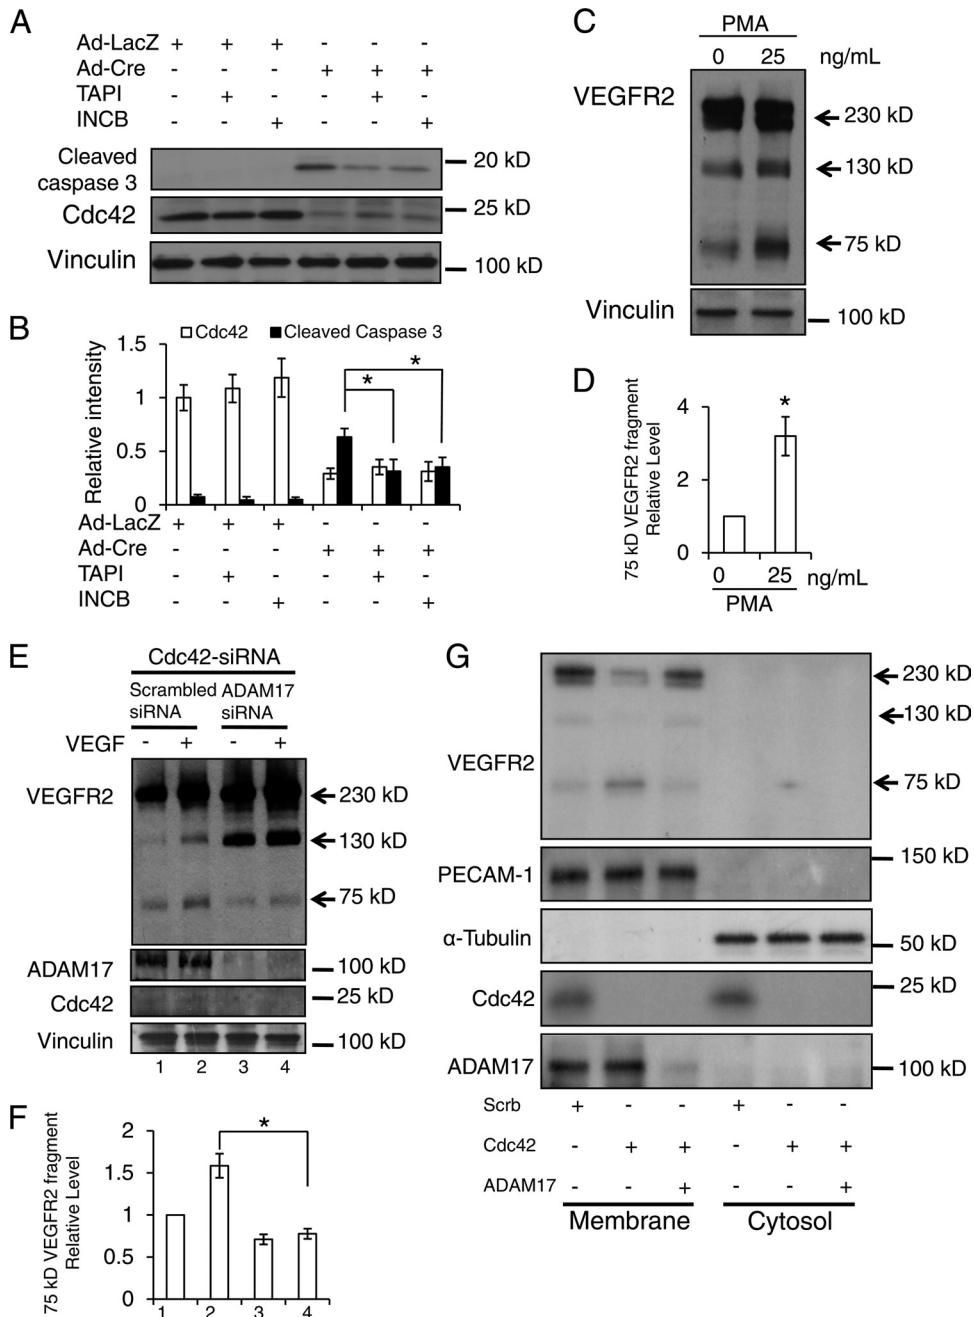 A
Ad-LacZ + + + - - -
Ad-Cre - - - + + +
TAPI - + - - + -
INCB - - + - - +
Cleaved
caspase 3
20 kD
Cdc42
25 kD
Vinculin
100 kD
B
Cdc42 Cleaved Caspase 3
Relative intensity
1.5
1
0.5
0
* *
Ad-LacZ + + + - - -
Ad-Cre - - - + + +
TAPI - + - - + -
INCB - - + - - +
C
PMA
0 25 ng/mL
VEGFR2
230 kD
130 kD
75 kD
Vinculin
100 kD
D
75 kD VEGFR2 fragment
Relative Level
4
2
0
*
0 25 ng/mL
PMA
E
Cdc42-siRNA
Scrambled ADAM17
siRNA siRNA
VEGF - + - +
VEGFR2
230 kD
130 kD
75 kD
ADAM17
100 kD
Cdc42
25 kD
Vinculin
100 kD
1 2 3 4
F
75 kD VEGFR2 fragment
Relative Level
2
1.5
1
0.5
0
*
1 2 3 4
G
VEGFR2
230 kD
130 kD
75 kD
PECAM-1
150 kD
α-Tubulin
50 kD
Cdc42
25 kD
ADAM17
100 kD
Scrb + - - + - -
Cdc42 - + + - + +
ADAM17 - - + - - +
Membrane Cytosol